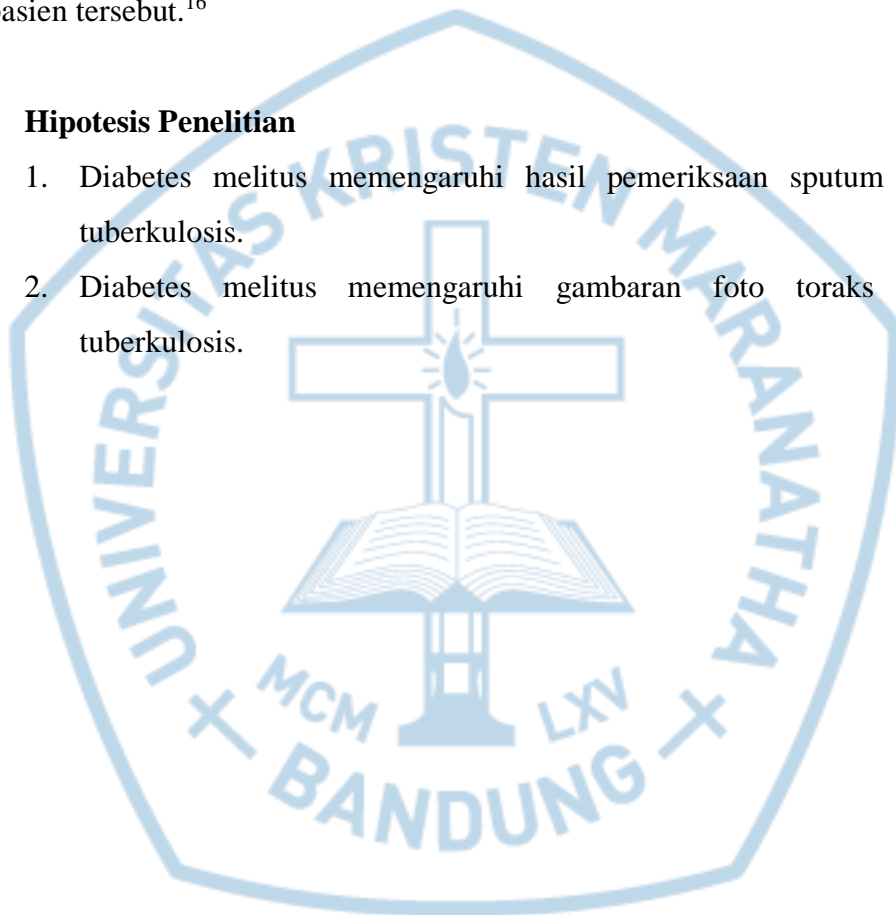 pasien tersebut.16
Hipotesis Penelitian
1. Diabetes melitus memengaruhi hasil pemeriksaan sputum
tuberkulosis.
2. Diabetes melitus memengaruhi gambaran foto toraks
tuberkulosis.
UNIVERSITAS KRISTEN MARANATHA
MCM LXV
BANDUNG